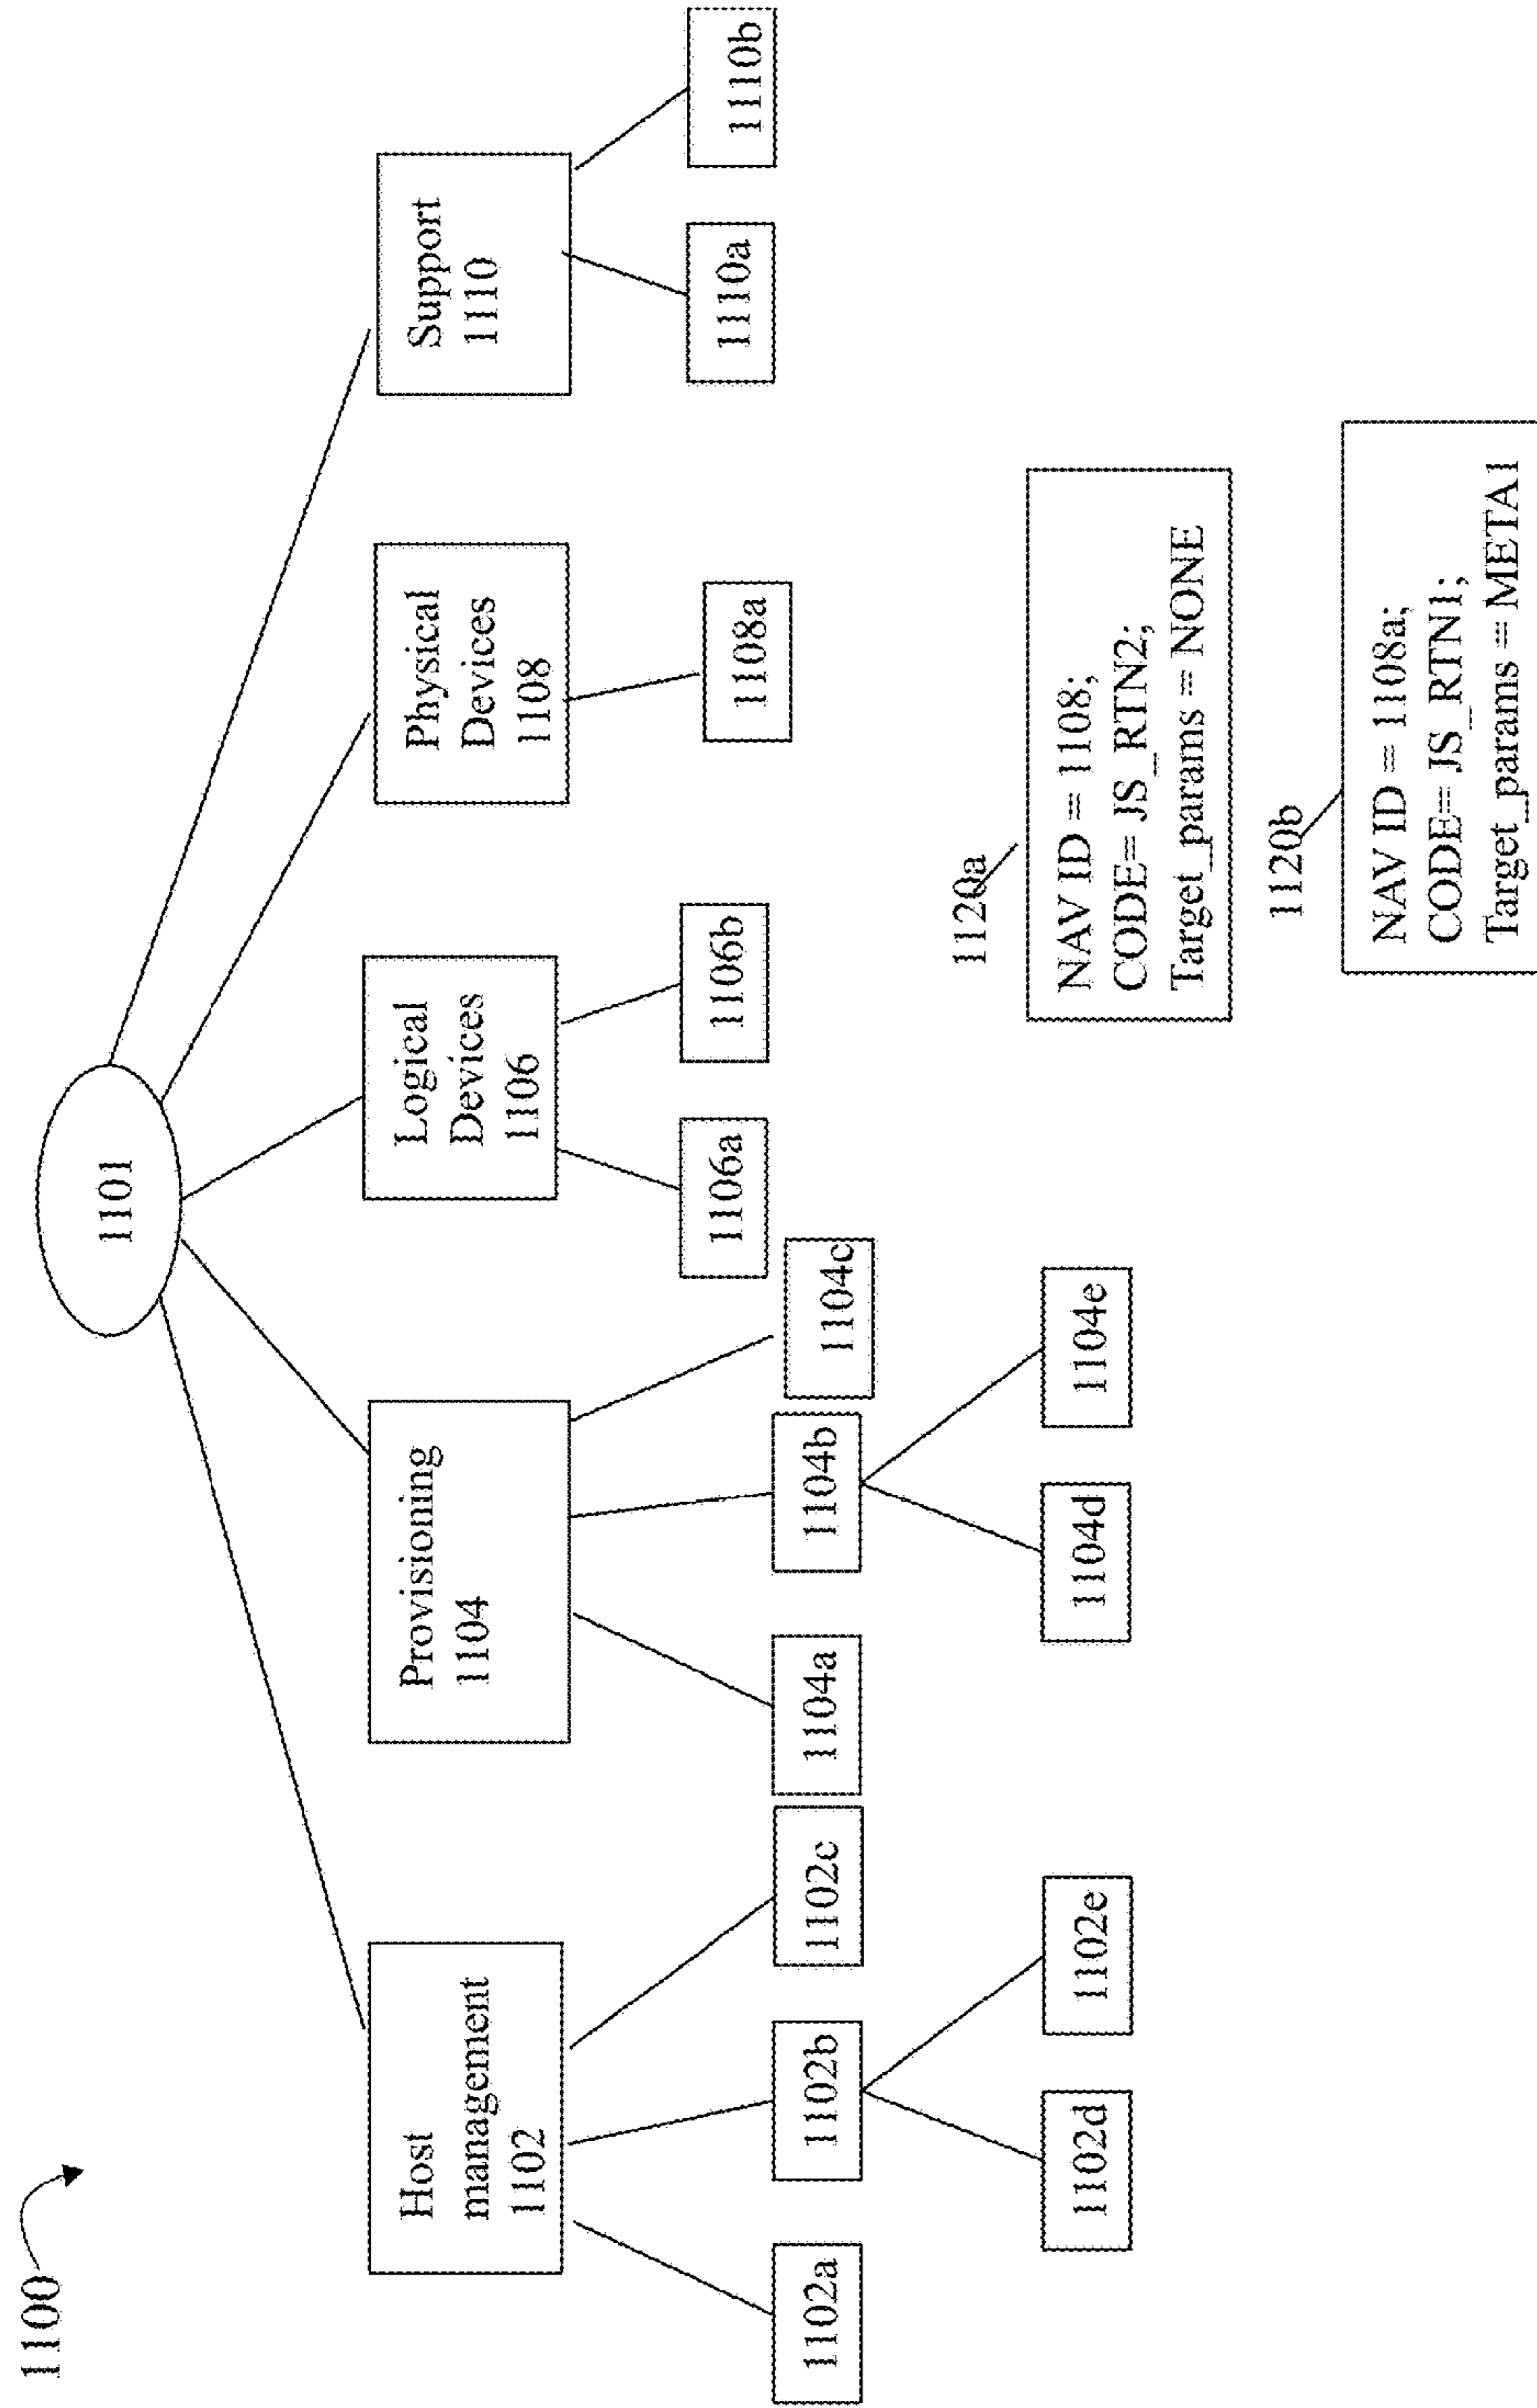 1100
1101
Host
management
1102
Provisioning
1104
Logical
Devices
1106
Physical
Devices
1108
Support
1110
1102a
1102b
1102c
1104a
1104b
1104c
1106a
1106b
1108a
1110a
1110b
1102d
1102e
1104d
1104e
1120a
NAV ID = 1108;
CODE= JS_RTN2;
Target_params = NONE
1120b
NAV ID = 1108a;
CODE= JS_RTN1;
Target_params = META1